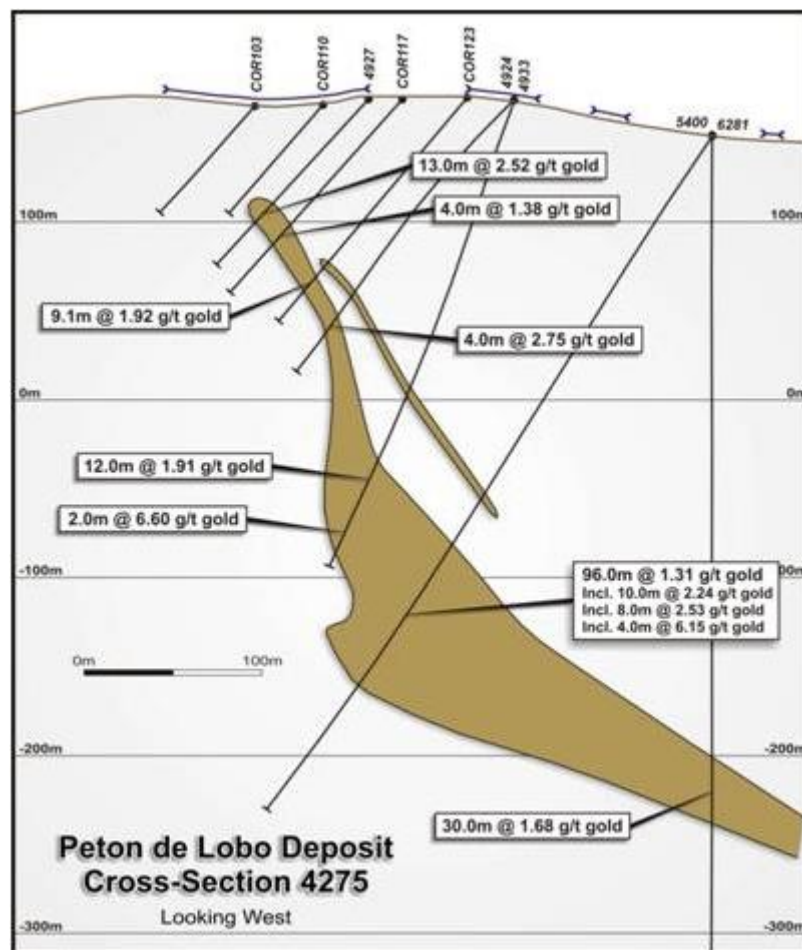 COR103
COR110
4927
COR117
COR123
4924
4933
5400 6281
13.0m @ 2.52 g/t gold
4.0m @ 1.38 g/t gold
100m
100m
9.1m @ 1.92 g/t gold
4.0m @ 2.75 g/t gold
0m
0m
12.0m @ 1.91 g/t gold
2.0m @ 6.60 g/t gold
-100m
00m
96.0m @ 1.31 g/t gold
Incl. 10.0m @ 2.24 g/t gold
Incl. 8.0m @ 2.53 g/t gold
Incl. 4.0m @ 6.15 g/t gold
0m 100m
-200m
-200m
30.0m @ 1.68 g/t gold
Peton de Lobo Deposit
Cross-Section 4275
Looking West
-300m
-300m